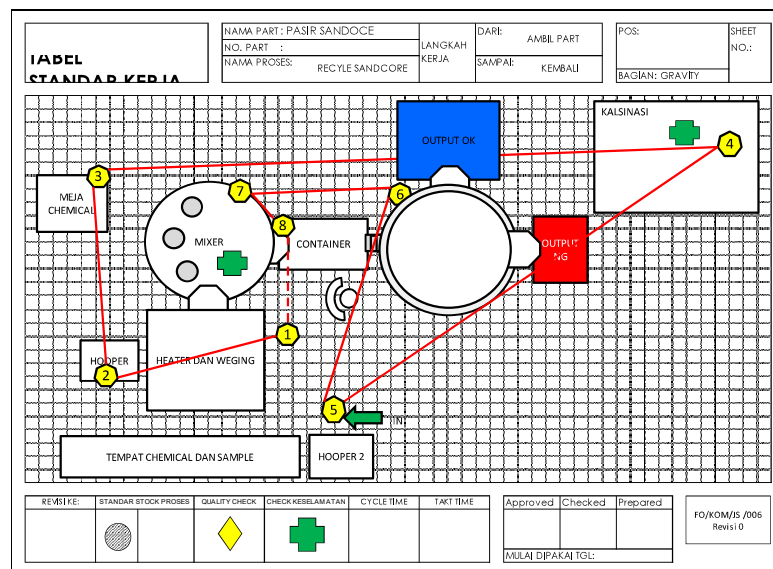 TABEL
STANDAR KERJA
NAMA PART : PASIR SANDOCE
NO. PART :
NAMA PROSES: RECYLE SANDCORE
LANGKAH
KERJA
DARI: AMBIL PART
SAMPAI: KEMBALI
POS:
BAGIAN: GRAVITY
SHEET
NO.:
OUTPUT OK
KALSINASI
4
3
MEJA
CHEMICAL
7
6
8
MIXER
CONTAINER
OUTPUT
NG
1
HOOPER
2
HEATER DAN WEGING
5
IN
TEMPAT CHEMICAL DAN SAMPLE
HOOPER 2
REVISI KE:
STANDAR STOCK PROSES
QUALITY CHECK
CHECK KESELAMATAN
CYCLE TIME
TAKT TIME
Approved
Checked
Prepared
MULAI DIPAKAI TGL:
FO/KOM/JS /006
Revisi 0